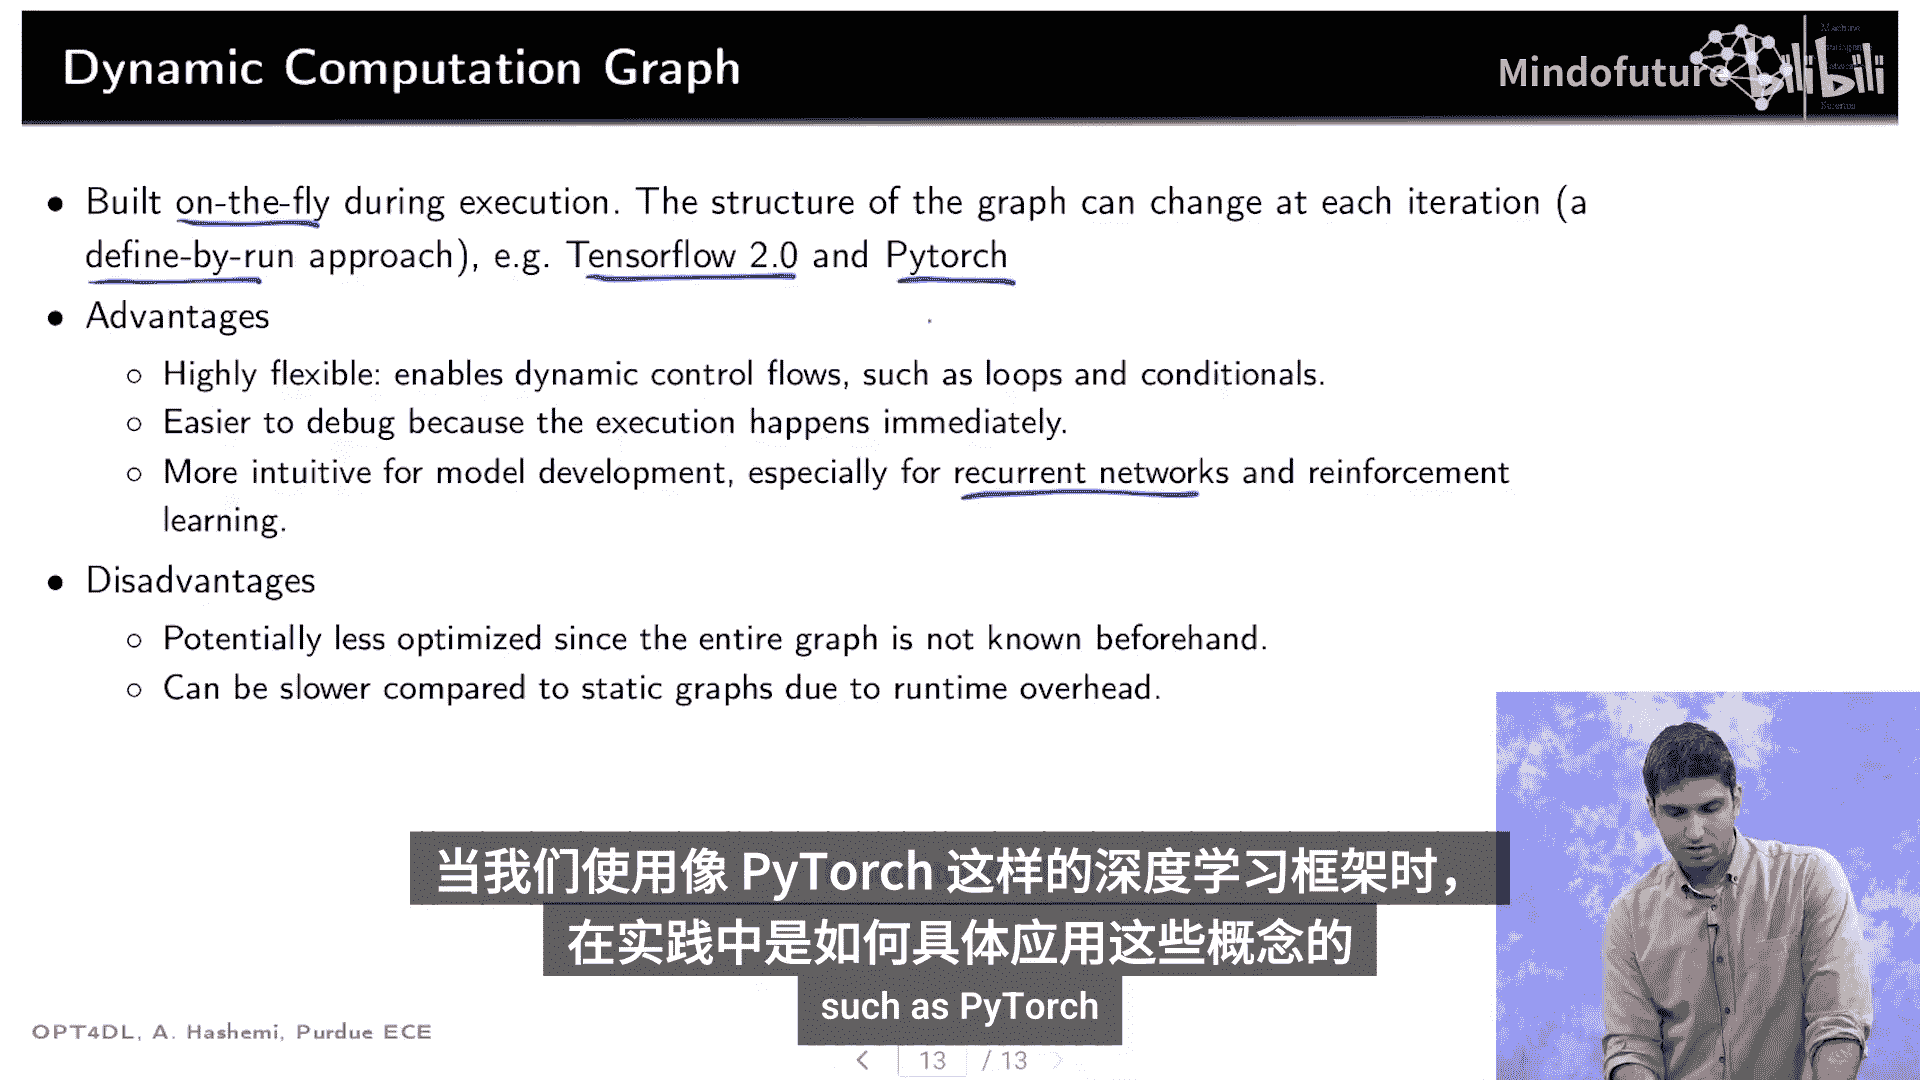 Dynamic Computation Graph
Mindofuture
bilibili
• Built on-the-fly during execution. The structure of the graph can change at each iteration (a
define-by-run approach), e.g. Tensorflow 2.0 and Pytorch
• Advantages
○ Highly flexible: enables dynamic control flows, such as loops and conditionals.
○ Easier to debug because the execution happens immediately.
○ More intuitive for model development, especially for recurrent networks and reinforcement
learning.
• Disadvantages
○ Potentially less optimized since the entire graph is not known beforehand.
○ Can be slower compared to static graphs due to runtime overhead.
当我们使用像 PyTorch 这样的深度学习框架时，
在实践中是如何具体应用这些概念的
such as PyTorch
OPT4DL, A. Hashemi, Purdue ECE
13 / 13